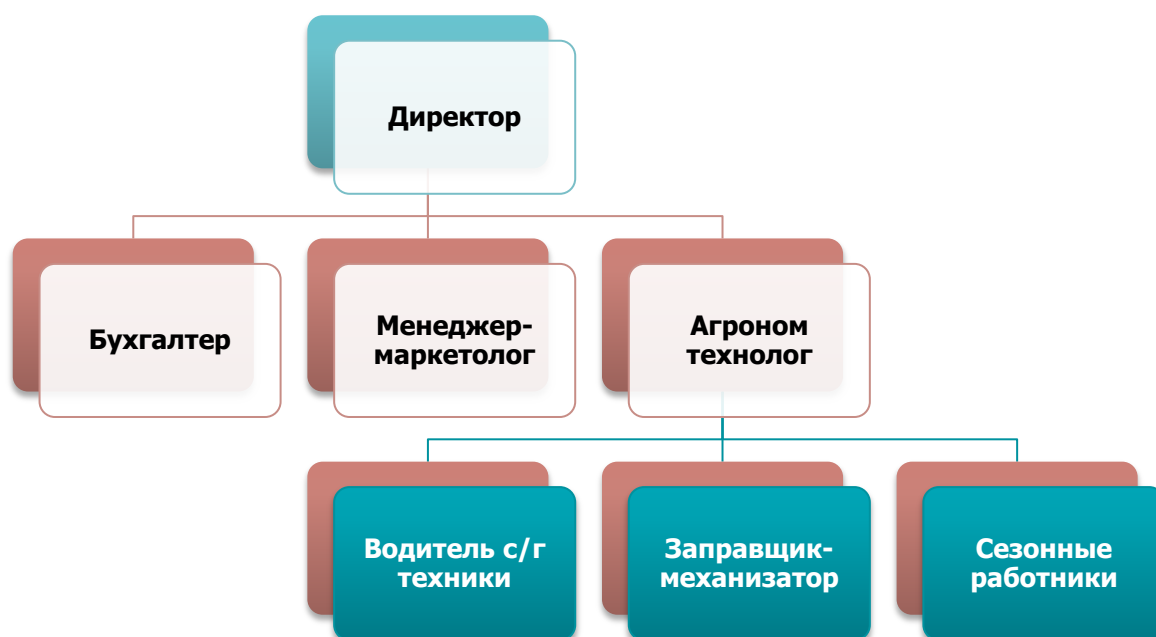 Директор
Бухгалтер
Менеджер-
маркетолог
Агроном
технолог
Водитель с/г
техники
Заправщик-
механизатор
Сезонные
работники